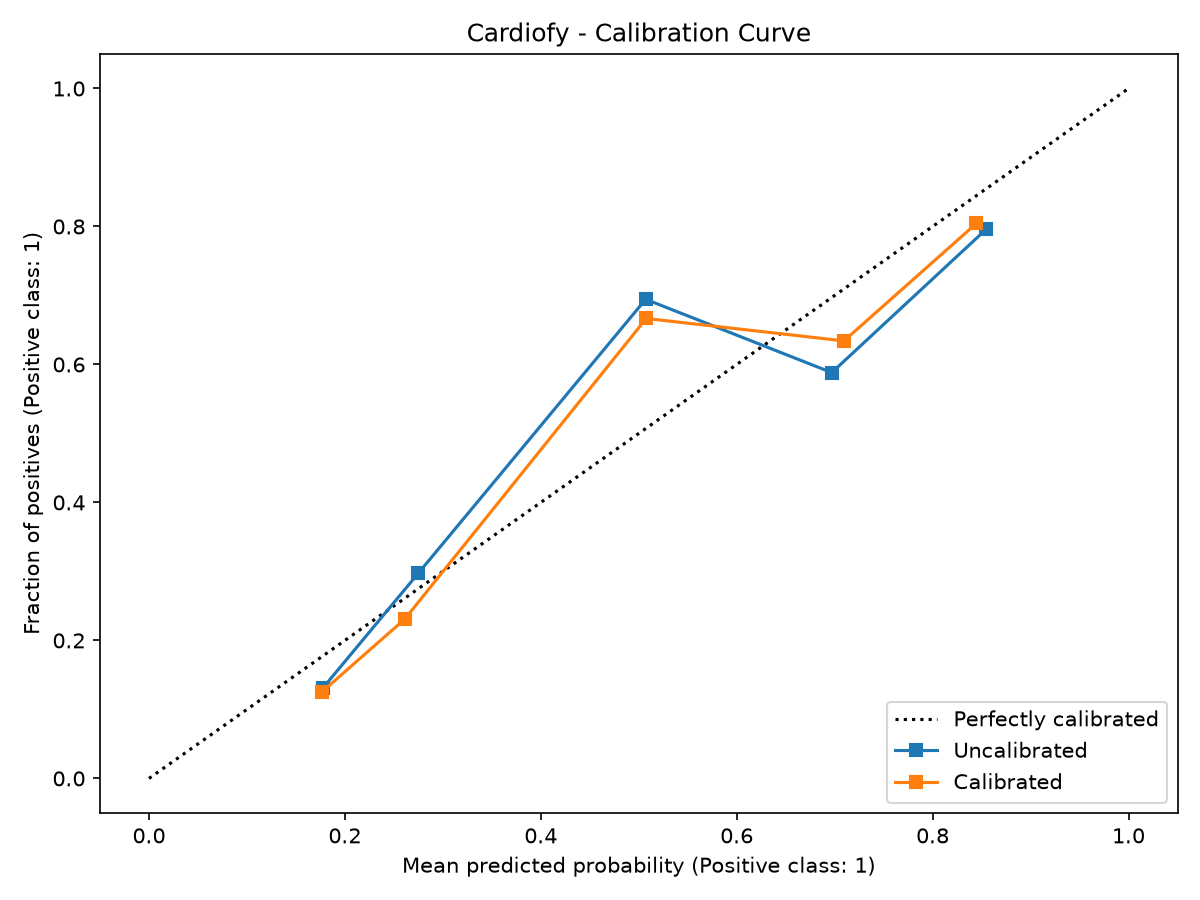 Cardiofy - Calibration Curve
Fraction of positives (Positive class: 1)
1.0
0.8
0.6
0.4
0.2
0.0
Perfectly calibrated
Uncalibrated
Calibrated
0.0 0.2 0.4 0.6 0.8 1.0
Mean predicted probability (Positive class: 1)